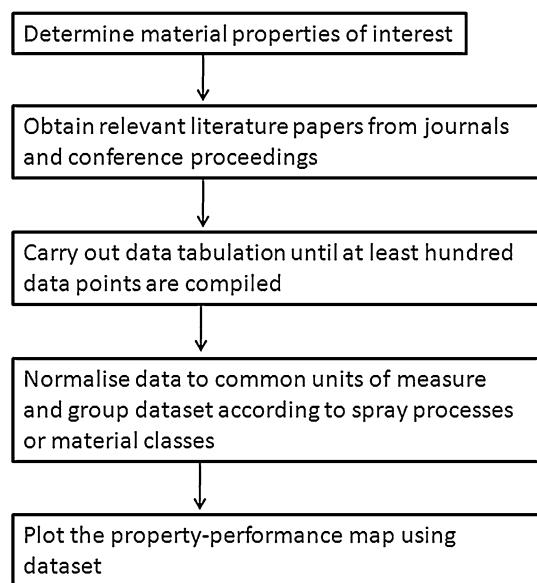 Determine material properties of interest
Obtain relevant literature papers from journals
and conference proceedings
Carry out data tabulation until at least hundred
data points are compiled
Normalise data to common units of measure
and group dataset according to spray processes
or material classes
Plot the property-performance map using
dataset